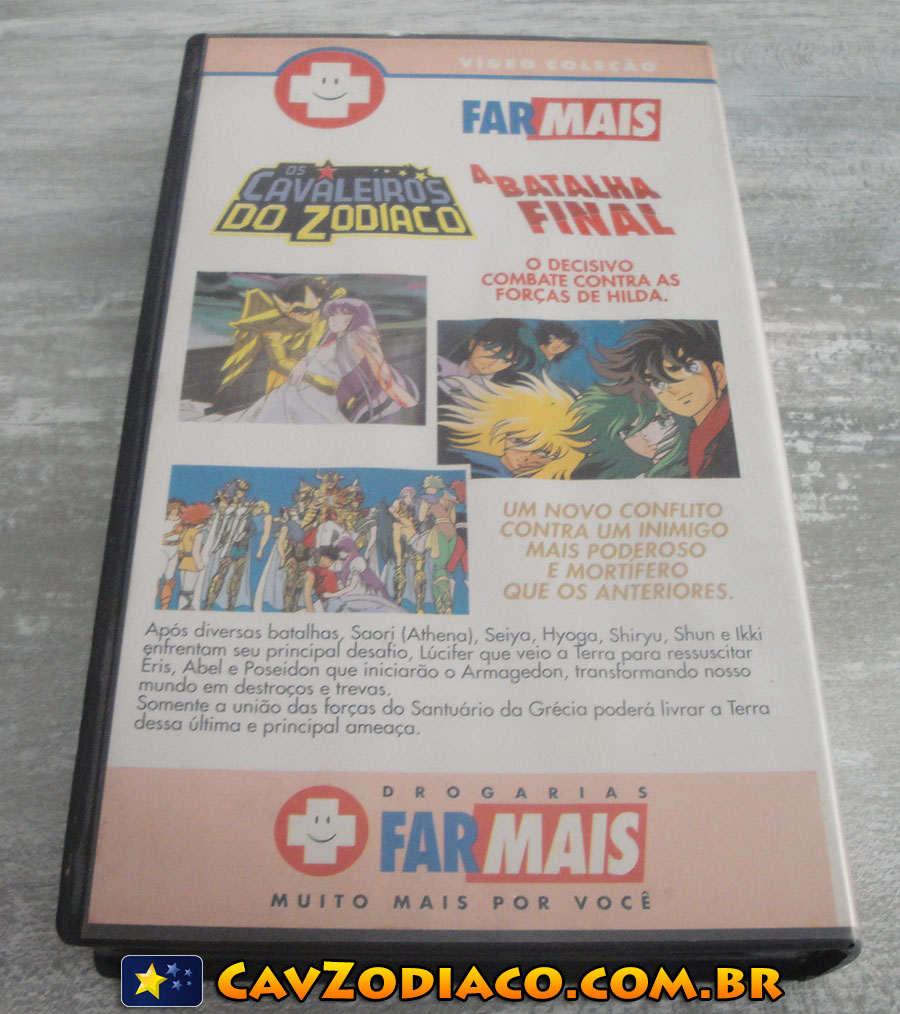 VÍDEO COLEÇÃO
FARMAIS
OS
CAVALEIROS
DO ZODÍACO
A BATALHA
FINAL
O DECISIVO
COMBATE CONTRA AS
FORÇAS DE HILDA.
UM NOVO CONFLITO
CONTRA UM INIMIGO
MAIS PODEROSO
E MORTÍFERO
QUE OS ANTERIORES.
Após diversas batalhas, Saori (Athena), Seiya, Hyoga, Shiryu, Shun e Ikki
enfrentam seu principal desafio, Lúcifer que veio a Terra para ressuscitar
Éris, Abel e Poseidon que iniciarão o Armagedon, transformando nosso
mundo em destroços e trevas.
Somente a união das forças do Santuário da Grécia poderá livrar a Terra
dessa última e principal ameaça.
DROGARIAS
FARMAIS
MUITO MAIS POR VOCÊ
CavZodiaco.com.br